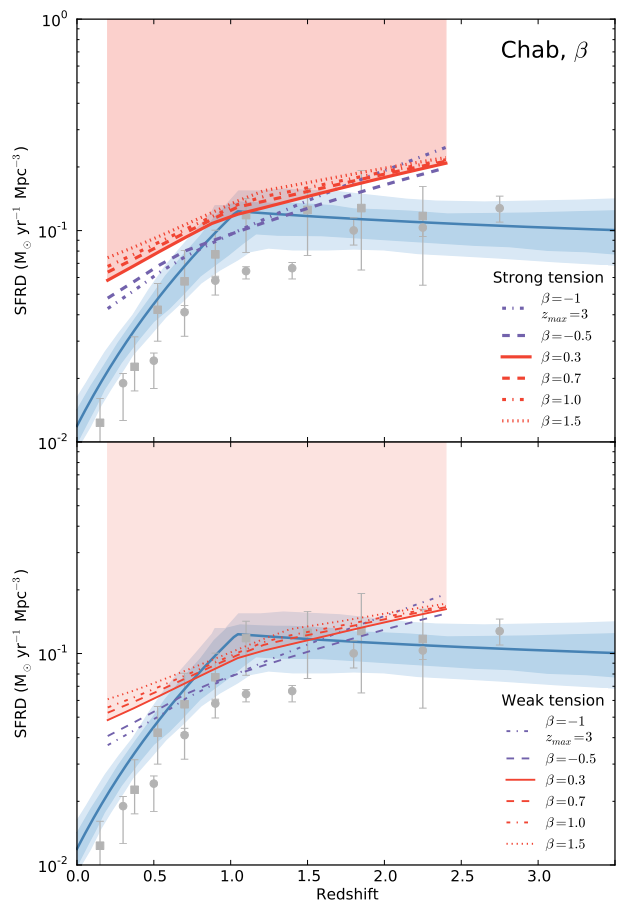 10⁰
Chab, β
SFRD (M☉ yr⁻¹ Mpc⁻³)
10⁻¹
Strong tension
β=−1
z_max=3
β=−0.5
β=0.3
β=0.7
β=1.0
β=1.5
10⁻²
SFRD (M☉ yr⁻¹ Mpc⁻³)
10⁻¹
Weak tension
β=−1
z_max=3
β=−0.5
β=0.3
β=0.7
β=1.0
β=1.5
10⁻²
0.0 0.5 1.0 1.5 2.0 2.5 3.0
Redshift